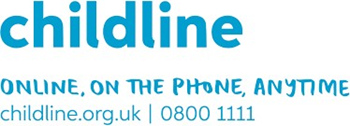 childline
ONLINE, ON THE PHONE, ANYTIME
childline.org.uk | 0800 1111